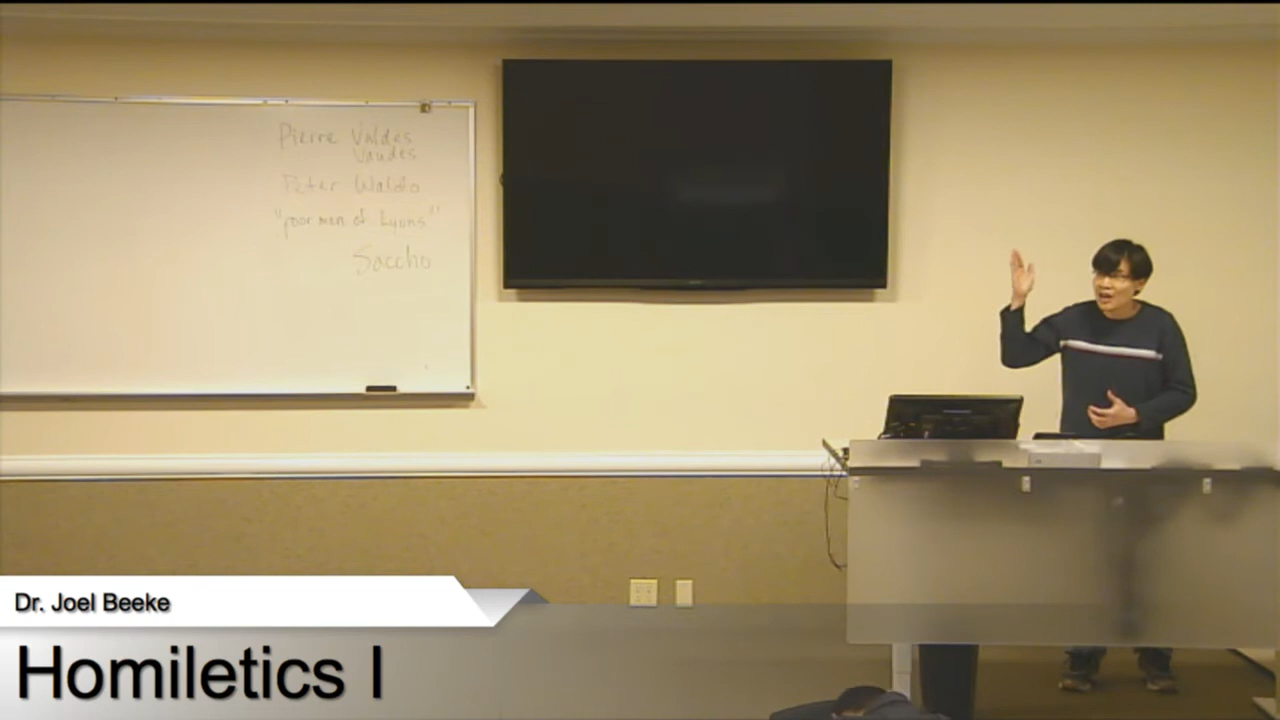 Pierre Valdes
Vaudes
Peter Waldo
"poor men of Lyons"
Saccho
Dr. Joel Beeke
Homiletics I